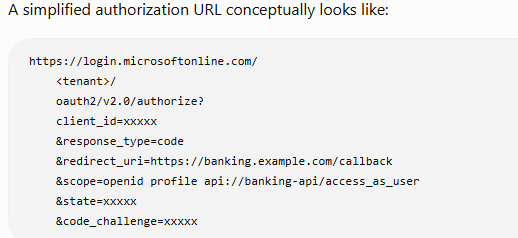 A simplified authorization URL conceptually looks like:
https://login.microsoftonline.com/
<tenant>/
oauth2/v2.0/authorize?
client_id=xxxxx
&response_type=code
&redirect_uri=https://banking.example.com/callback
&scope=openid profile api://banking-api/access_as_user
&state=xxxxx
&code_challenge=xxxxx